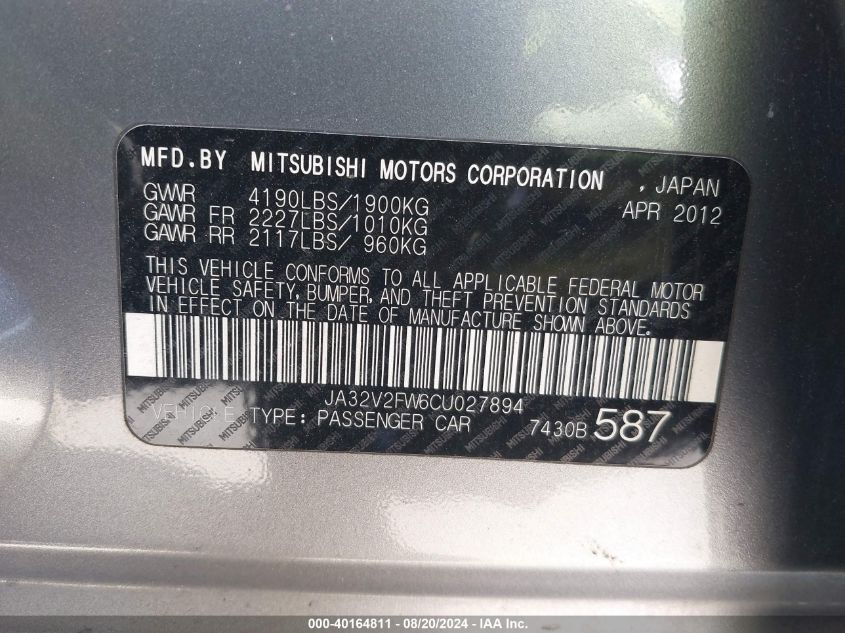 MFD.BY MITSUBISHI MOTORS CORPORATION , JAPAN
GVWR 4190LBS/1900KG APR 2012
GAWR FR 2227LBS/1010KG
GAWR RR 2117LBS/ 960KG
THIS VEHICLE CONFORMS TO ALL APPLICABLE FEDERAL MOTOR
VEHICLE SAFETY, BUMPER, AND THEFT PREVENTION STANDARDS
IN EFFECT ON THE DATE OF MANUFACTURE SHOWN ABOVE.
JA32V2FW6CU027894
VEHICLE TYPE: PASSENGER CAR 7430B 587
000-40164811 - 08/20/2024 - IAA, Inc.